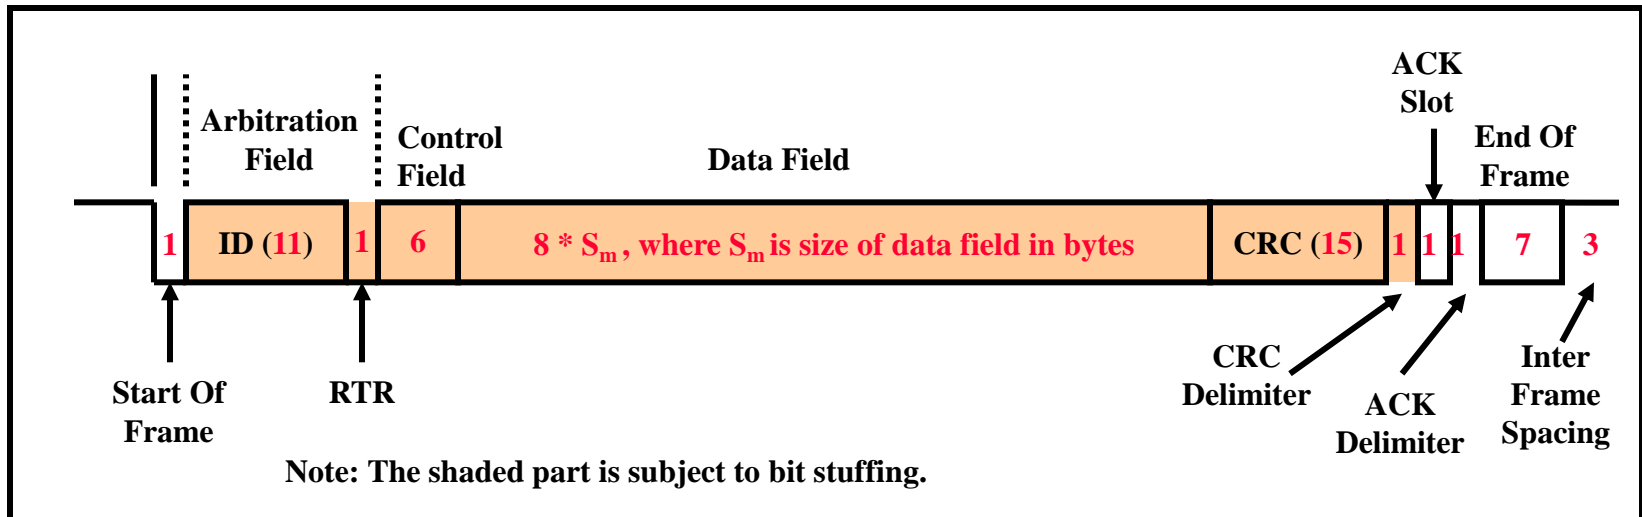 ACK
Slot
Arbitration
Field
Control
Field
Data Field
End Of
Frame
1
ID (11)
1
6
8 * Sm , where Sm is size of data field in bytes
CRC (15)
1
1
1
7
3
Start Of
Frame
RTR
CRC
Delimiter
ACK
Delimiter
Inter
Frame
Spacing
Note: The shaded part is subject to bit stuffing.